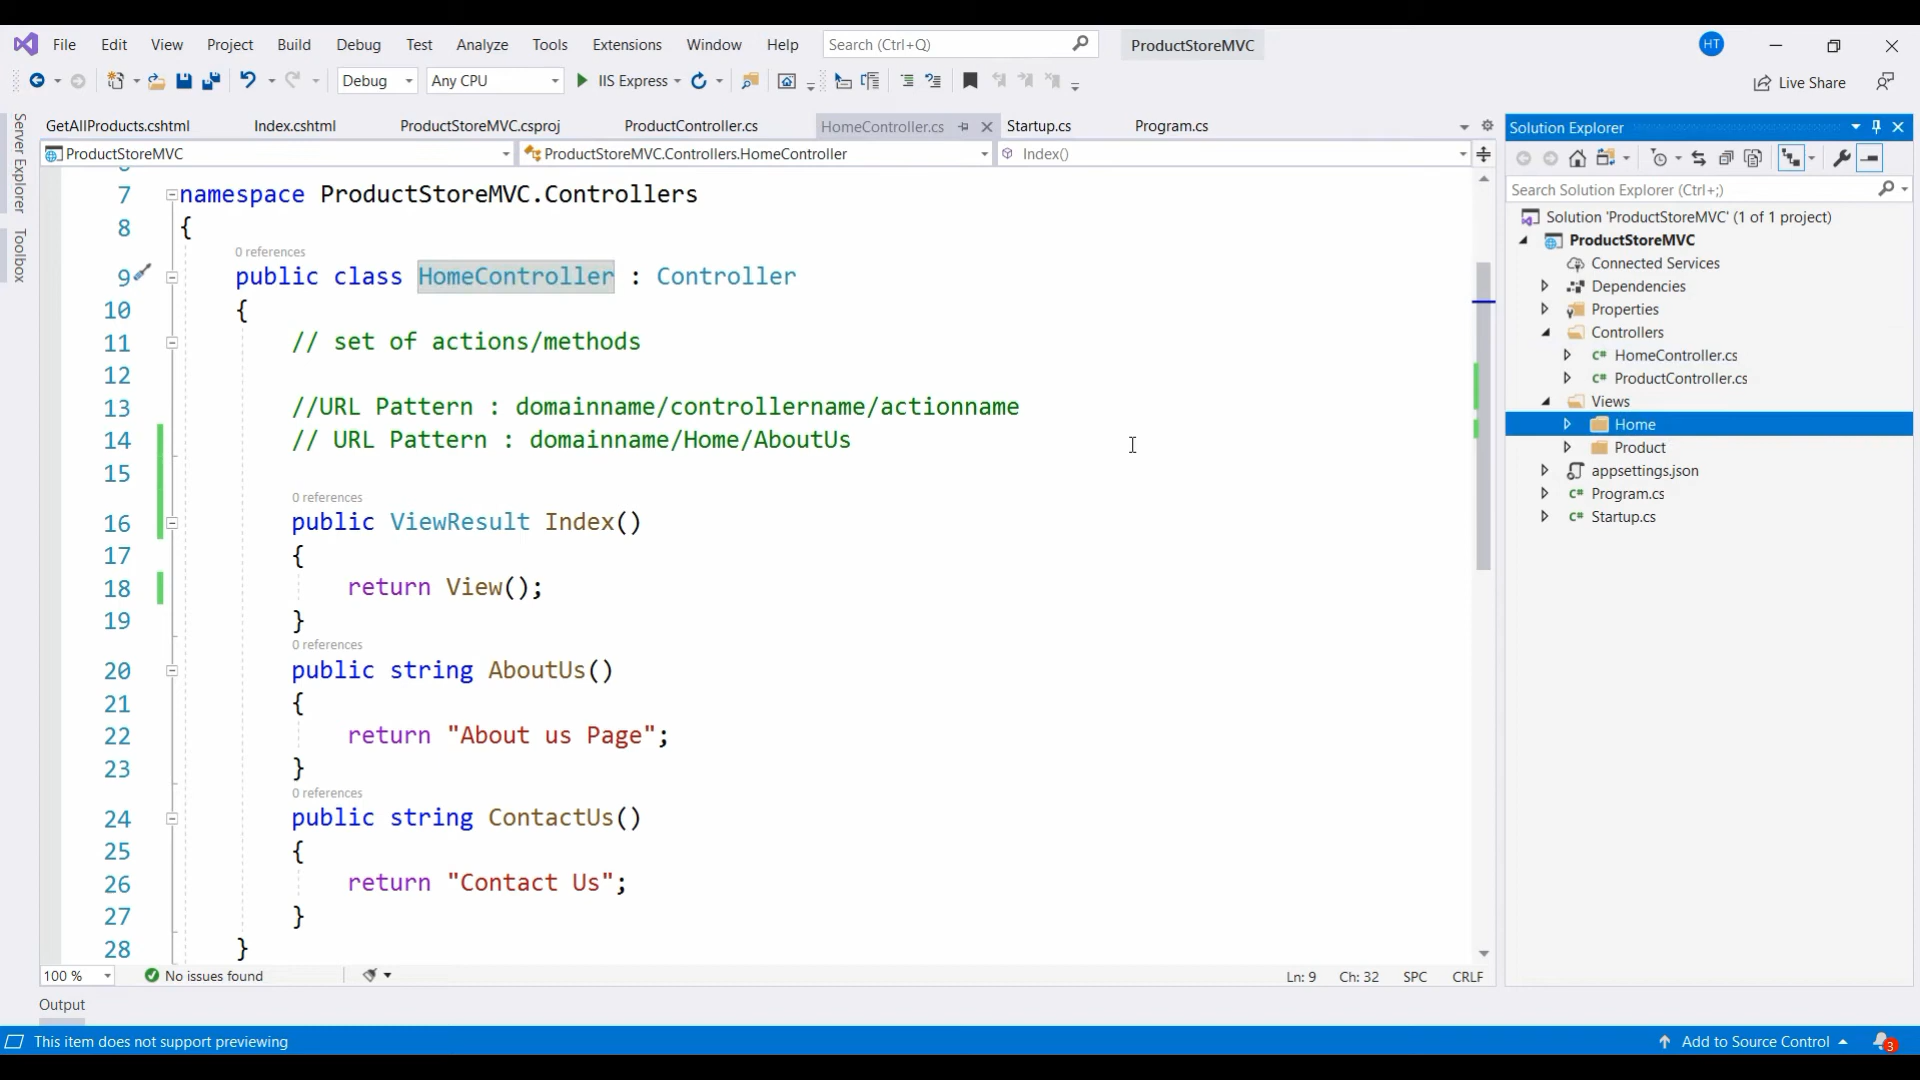 File Edit View Project Build Debug Test Analyze Tools Extensions Window Help Search (Ctrl+Q) ProductStoreMVC HT
Debug Any CPU IIS Express Live Share
Server Explorer
Toolbox
GetAllProducts.cshtml Index.cshtml ProductStoreMVC.csproj ProductController.cs HomeController.cs Startup.cs Program.cs
ProductStoreMVC ProductStoreMVC.Controllers.HomeController Index()
7 namespace ProductStoreMVC.Controllers
8 {
0 references
9 public class HomeController : Controller
10 {
11 // set of actions/methods
12
13 //URL Pattern : domainname/controllername/actionname
14 // URL Pattern : domainname/Home/AboutUs
15
0 references
16 public ViewResult Index()
17 {
18 return View();
19 }
0 references
20 public string AboutUs()
21 {
22 return "About us Page";
23 }
0 references
24 public string ContactUs()
25 {
26 return "Contact Us";
27 }
28 }
100 % No issues found Ln: 9 Ch: 32 SPC CRLF
Output
Solution Explorer
Search Solution Explorer (Ctrl+;)
Solution 'ProductStoreMVC' (1 of 1 project)
ProductStoreMVC
Connected Services
Dependencies
Properties
Controllers
C# HomeController.cs
C# ProductController.cs
Views
Home
Product
appsettings.json
C# Program.cs
C# Startup.cs
This item does not support previewing Add to Source Control 3